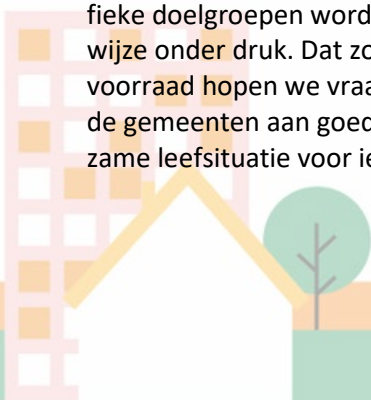 fieke doelgroepen word
wijze onder druk. Dat zo
voorraad hopen we vraa
de gemeenten aan goed
zame leefsituatie voor ie